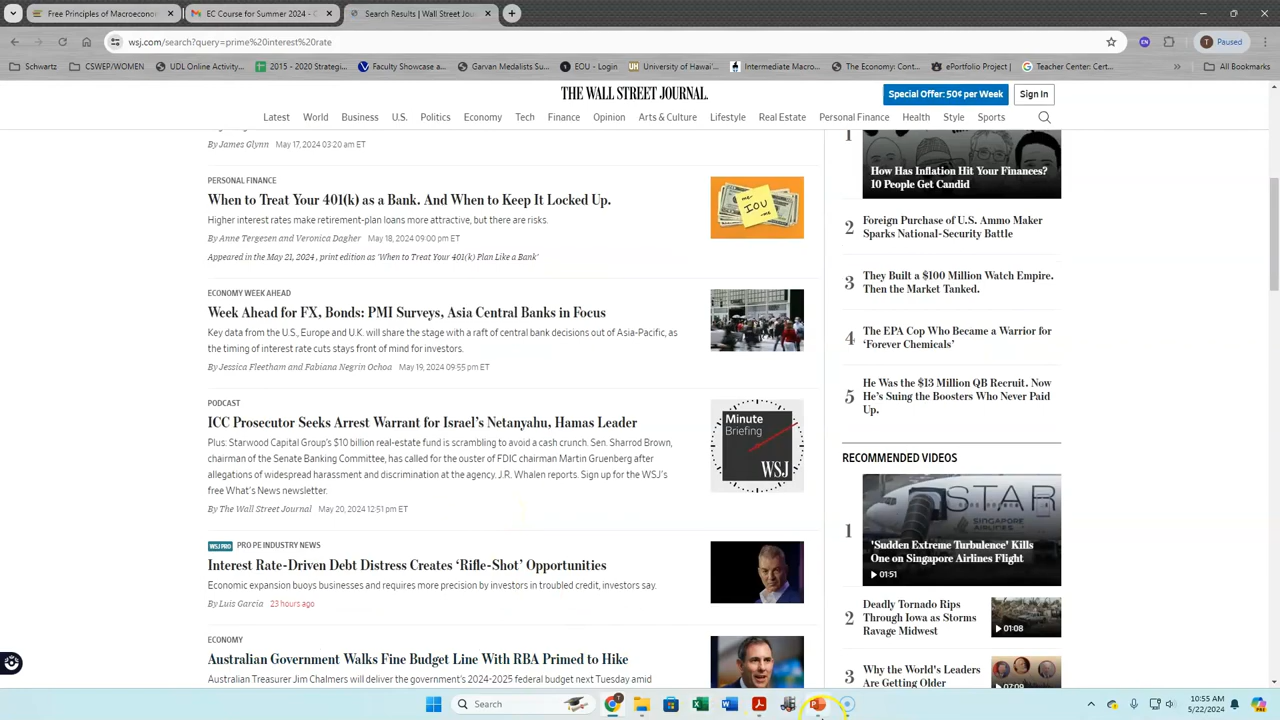 Free Principles of Macroecono
EC Course for Summer 2024 - C
Search Results | Wall Street J
wsj.com/search?query=prime%20interest%20rate
EN
T Paused
Schwartz
CSWEP/WOMEN
UDL Online Activity...
2015 - 2020 Strategi...
Faculty Showcase a...
Garvan Medalists Su...
EOU - Login
University of Hawai'...
Intermediate Macro...
The Economy: Cont...
ePortfolio Project |
Teacher Center: Cert...
All Bookmarks
THE WALL STREET JOURNAL.
Special Offer: 50¢ per Week
Sign In
Latest World Business U.S. Politics Economy Tech Finance Opinion Arts & Culture Lifestyle Real Estate Personal Finance Health Style Sports
By James Glynn May 17, 2024 03:20 am ET
PERSONAL FINANCE
When to Treat Your 401(k) as a Bank. And When to Keep It Locked Up.
Higher interest rates make retirement-plan loans more attractive, but there are risks.
By Anne Tergesen and Veronica Dagher May 18, 2024 09:00 pm ET
Appeared in the May 21, 2024 , print edition as 'When to Treat Your 401(k) Plan Like a Bank'
IOU
ECONOMY WEEK AHEAD
Week Ahead for FX, Bonds: PMI Surveys, Asia Central Banks in Focus
Key data from the U.S., Europe and U.K. will share the stage with a raft of central bank decisions out of Asia-Pacific, as
the timing of interest rate cuts stays front of mind for investors.
By Jessica Fleetham and Fabiana Negrin Ochoa May 19, 2024 09:55 pm ET
PODCAST
ICC Prosecutor Seeks Arrest Warrant for Israel's Netanyahu, Hamas Leader
Plus: Starwood Capital Group's $10 billion real-estate fund is scrambling to avoid a cash crunch. Sen. Sharrod Brown,
chairman of the Senate Banking Committee, has called for the ouster of FDIC chairman Martin Gruenberg after
allegations of widespread harassment and discrimination at the agency. J.R. Whalen reports. Sign up for the WSJ's
free What's News newsletter.
By The Wall Street Journal May 20, 2024 12:51 pm ET
Minute
Briefing
WSJ
WSJ PRO PRO PE INDUSTRY NEWS
Interest Rate-Driven Debt Distress Creates 'Rifle-Shot' Opportunities
Economic expansion buoys businesses and requires more precision by investors in troubled credit, investors say.
By Luis Garcia 23 hours ago
ECONOMY
Australian Government Walks Fine Budget Line With RBA Primed to Hike
Australian Treasurer Jim Chalmers will deliver the government's 2024-2025 federal budget next Tuesday amid
1
How Has Inflation Hit Your Finances?
10 People Get Candid
2
Foreign Purchase of U.S. Ammo Maker
Sparks National-Security Battle
3
They Built a $100 Million Watch Empire.
Then the Market Tanked.
4
The EPA Cop Who Became a Warrior for
'Forever Chemicals'
5
He Was the $13 Million QB Recruit. Now
He's Suing the Boosters Who Never Paid
Up.
RECOMMENDED VIDEOS
1
STAR
SINGAPORE
AIRLINES
'Sudden Extreme Turbulence' Kills
One on Singapore Airlines Flight
01:51
2
Deadly Tornado Rips
Through Iowa as Storms
Ravage Midwest
01:08
3
Why the World's Leaders
Are Getting Older
07:09
Search
10:55 AM
5/22/2024